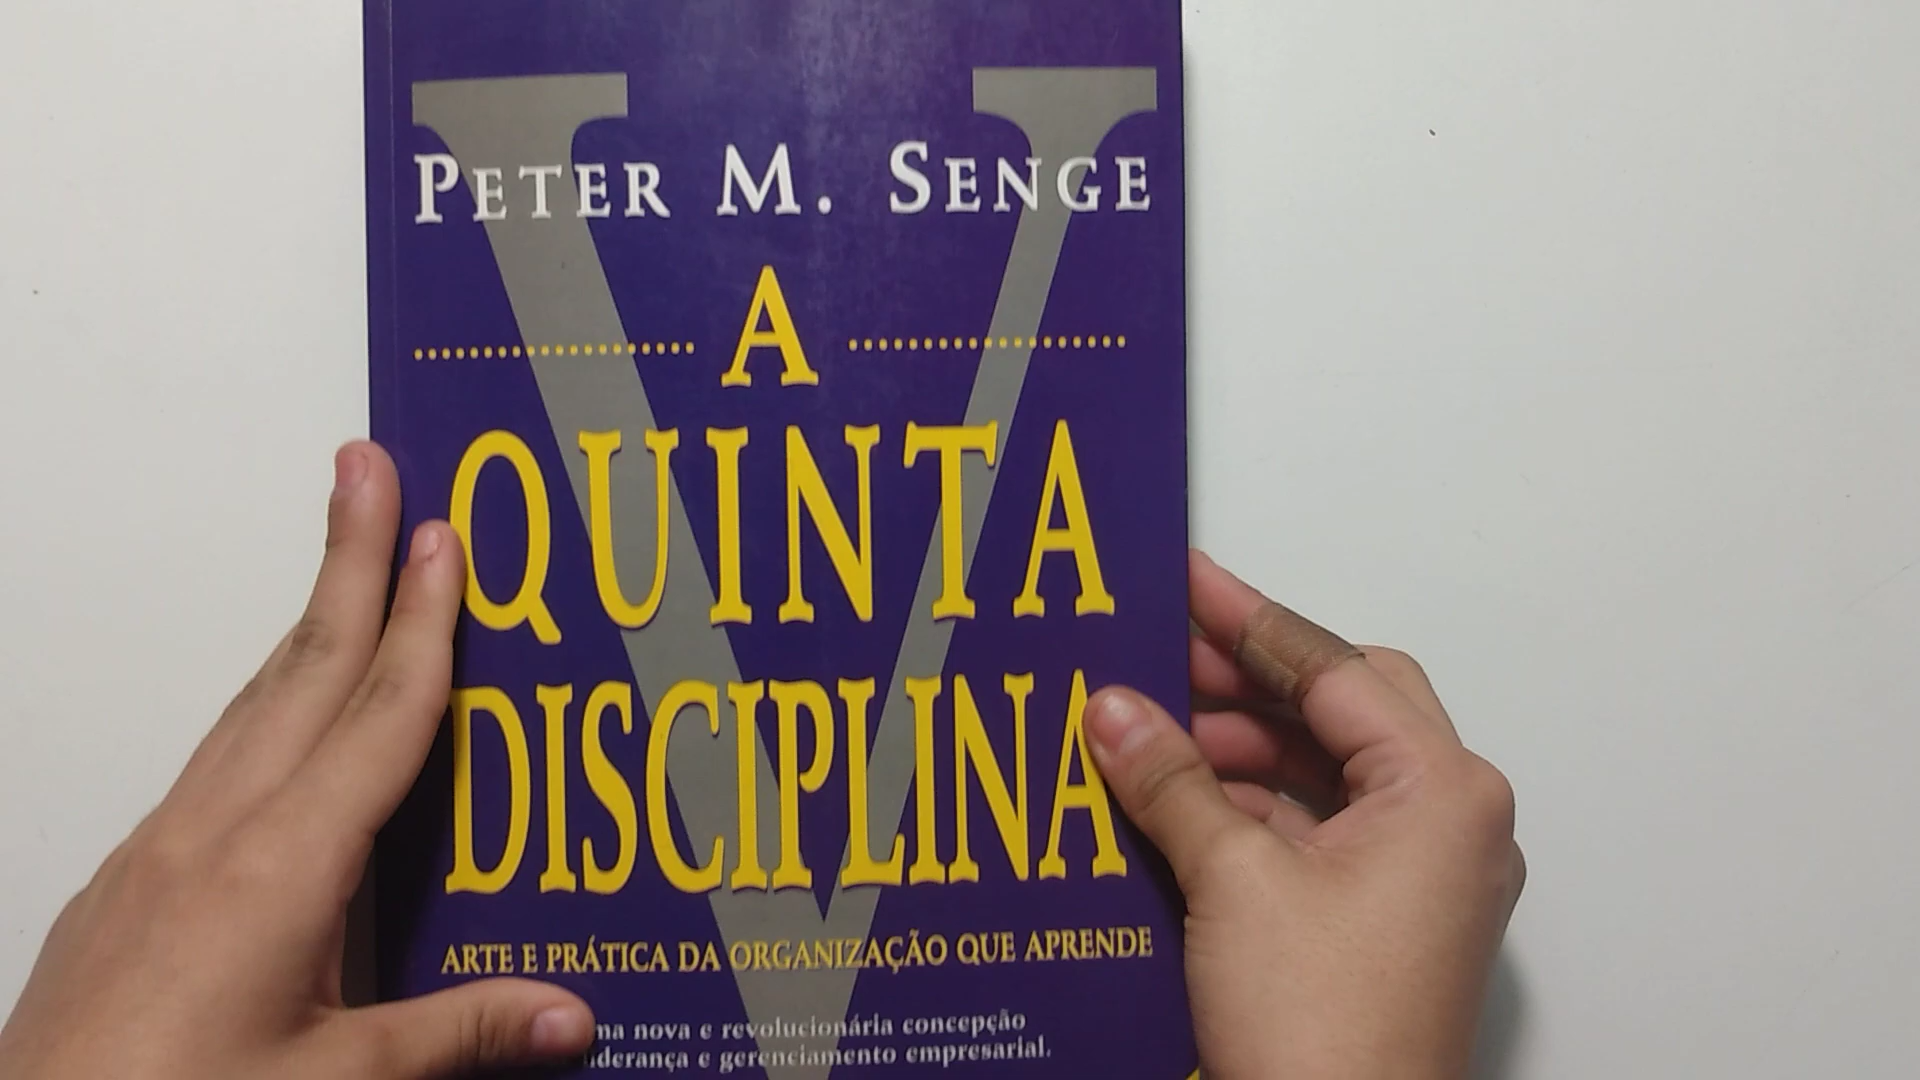 PETER M. SENGE
A
QUINTA
DISCIPLINA
ARTE E PRÁTICA DA ORGANIZAÇÃO QUE APRENDE
nova e revolucionária concepção
e gerenciamento empresarial.